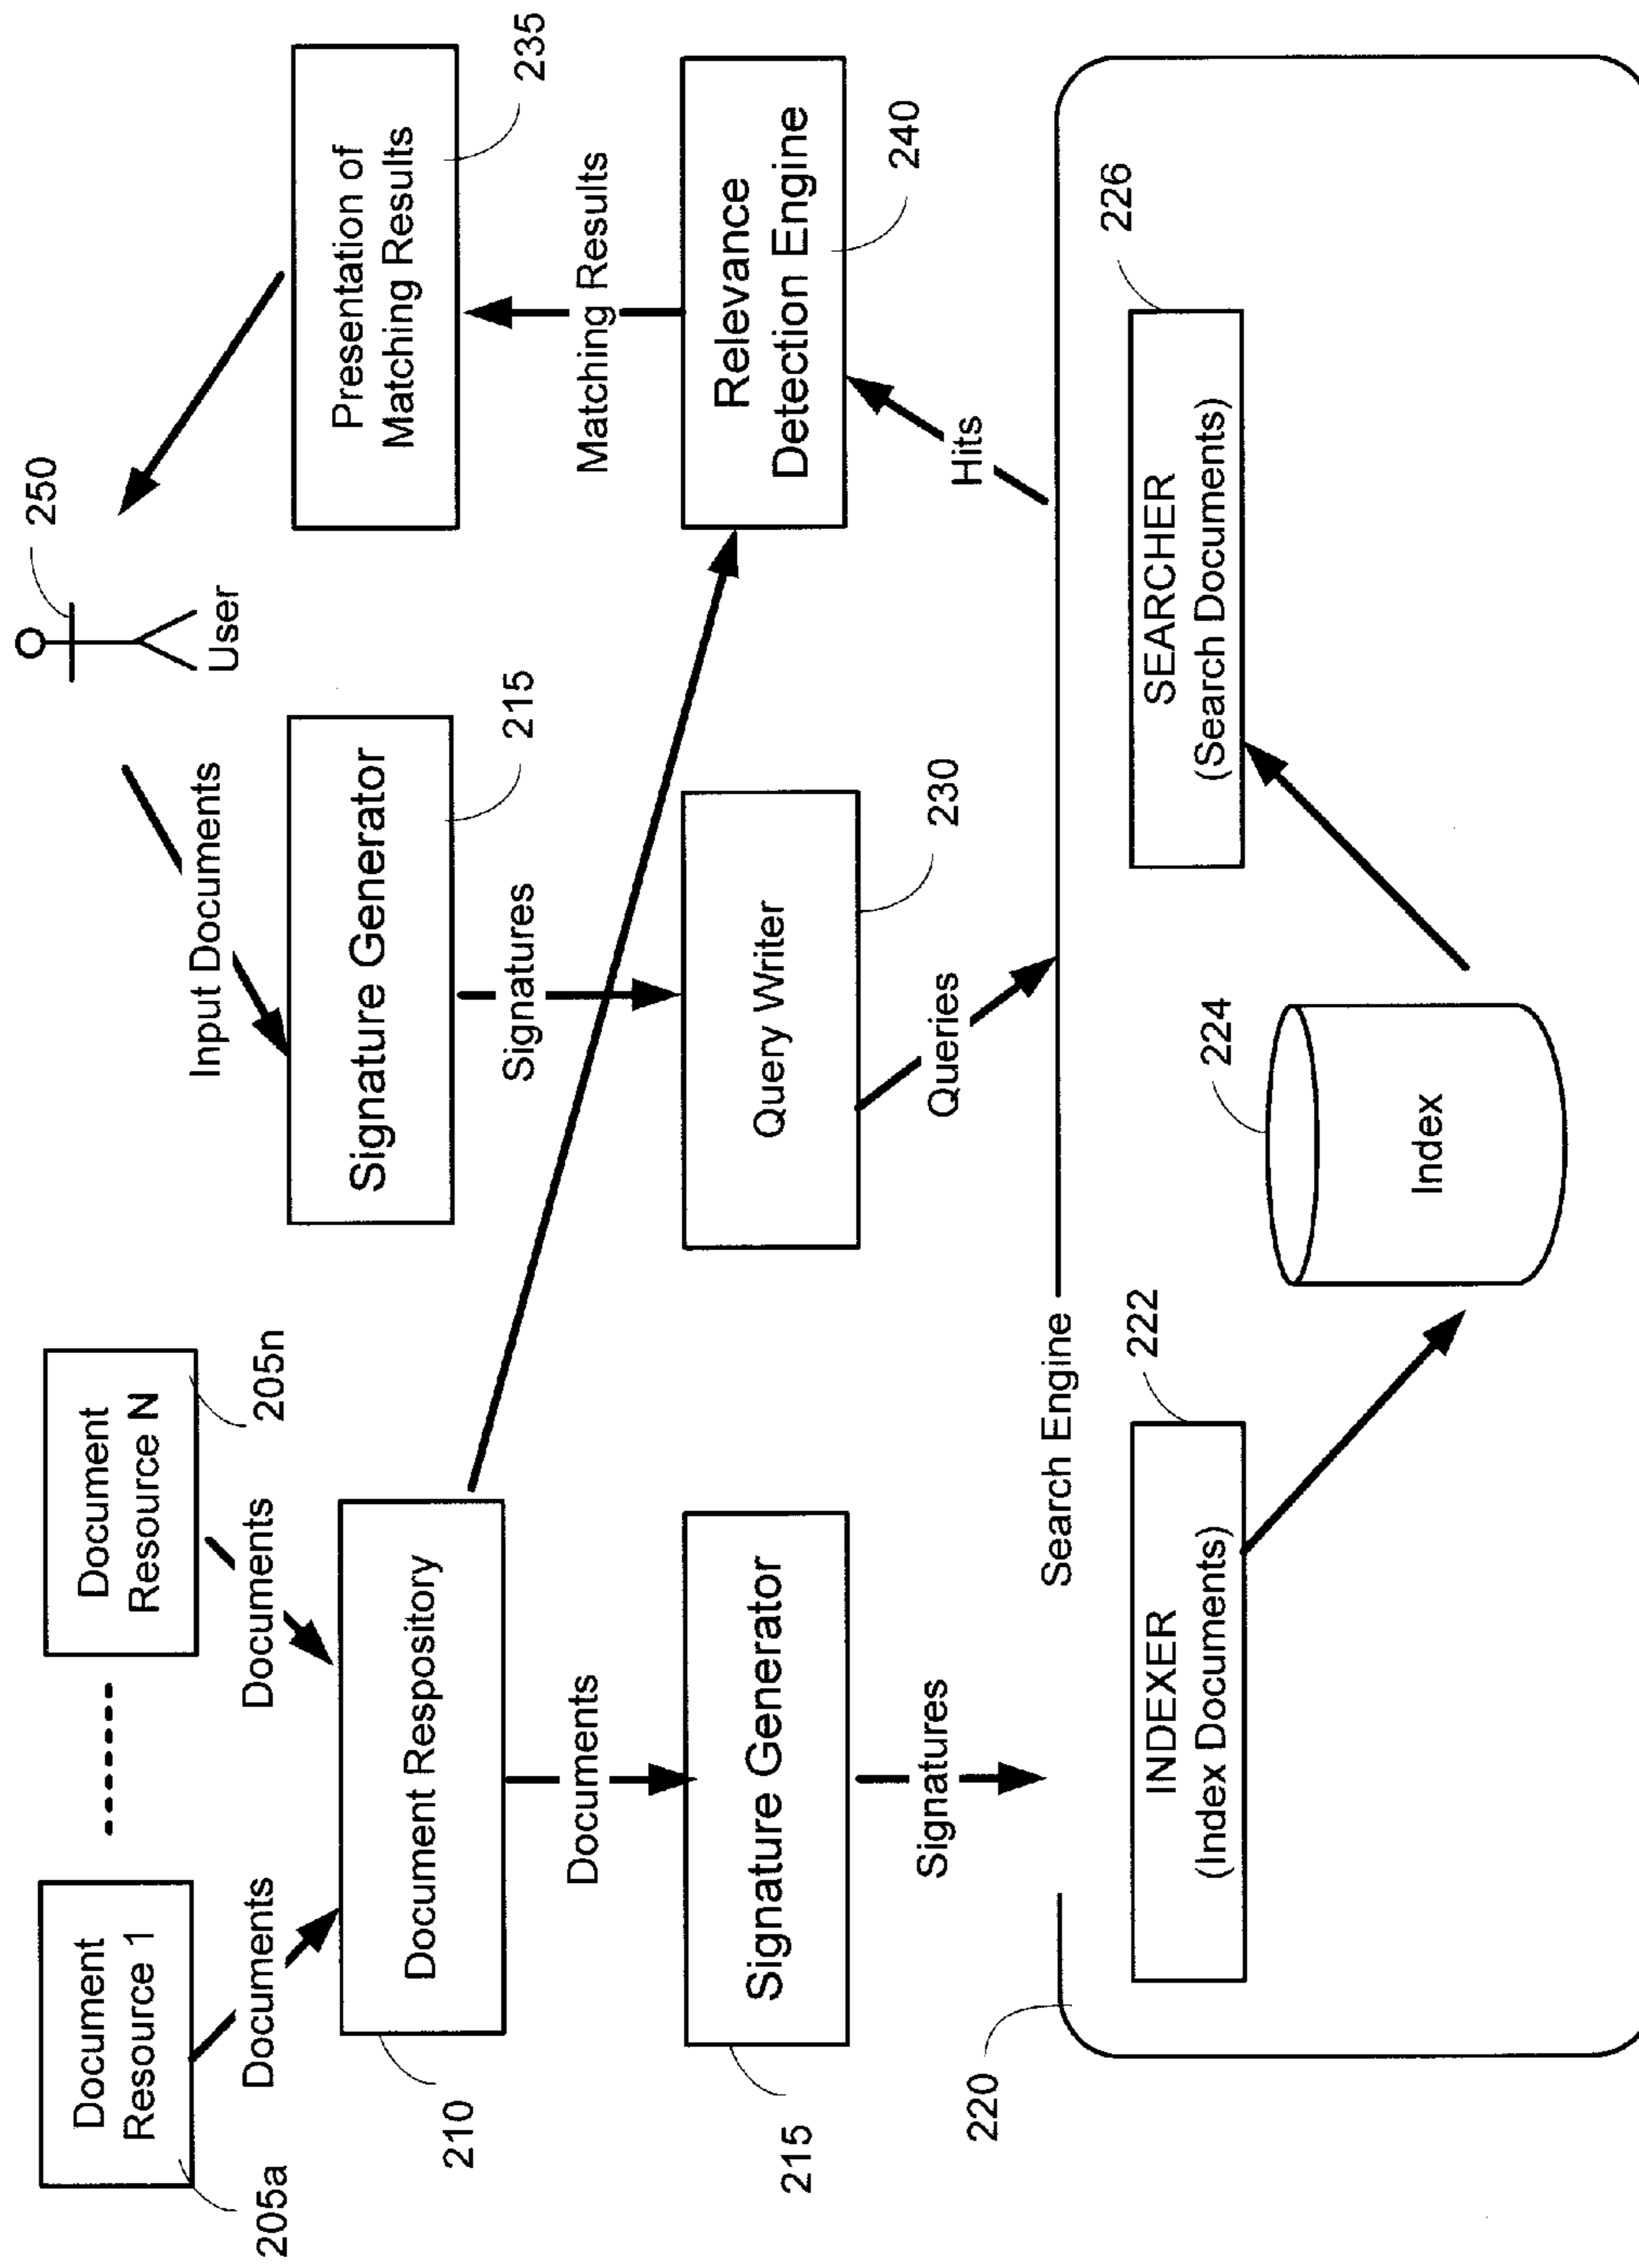 Document
Resource 1
205a
Document
Resource N
205n
Documents
Documents
Document Respository
210
Documents
Signature Generator
215
Signatures
250
User
Input Documents
Signature Generator
215
Signatures
Query Writer
230
Queries
Presentation of
Matching Results
235
Matching Results
Relevance
Detection Engine
240
Hits
Search Engine
220
INDEXER
(Index Documents)
222
Index
224
SEARCHER
(Search Documents)
226